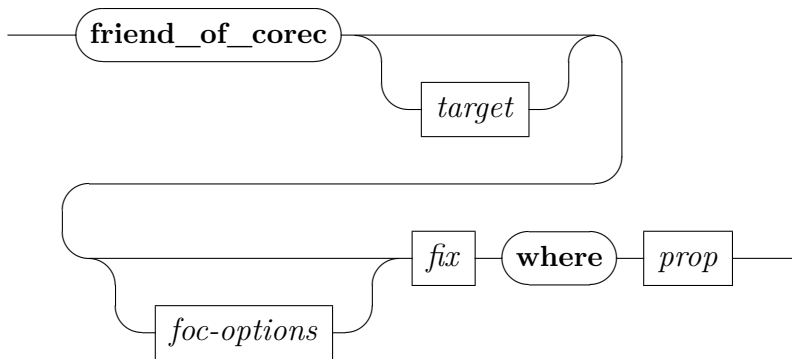 friend_of_corec
target
fix where prop
foc-options